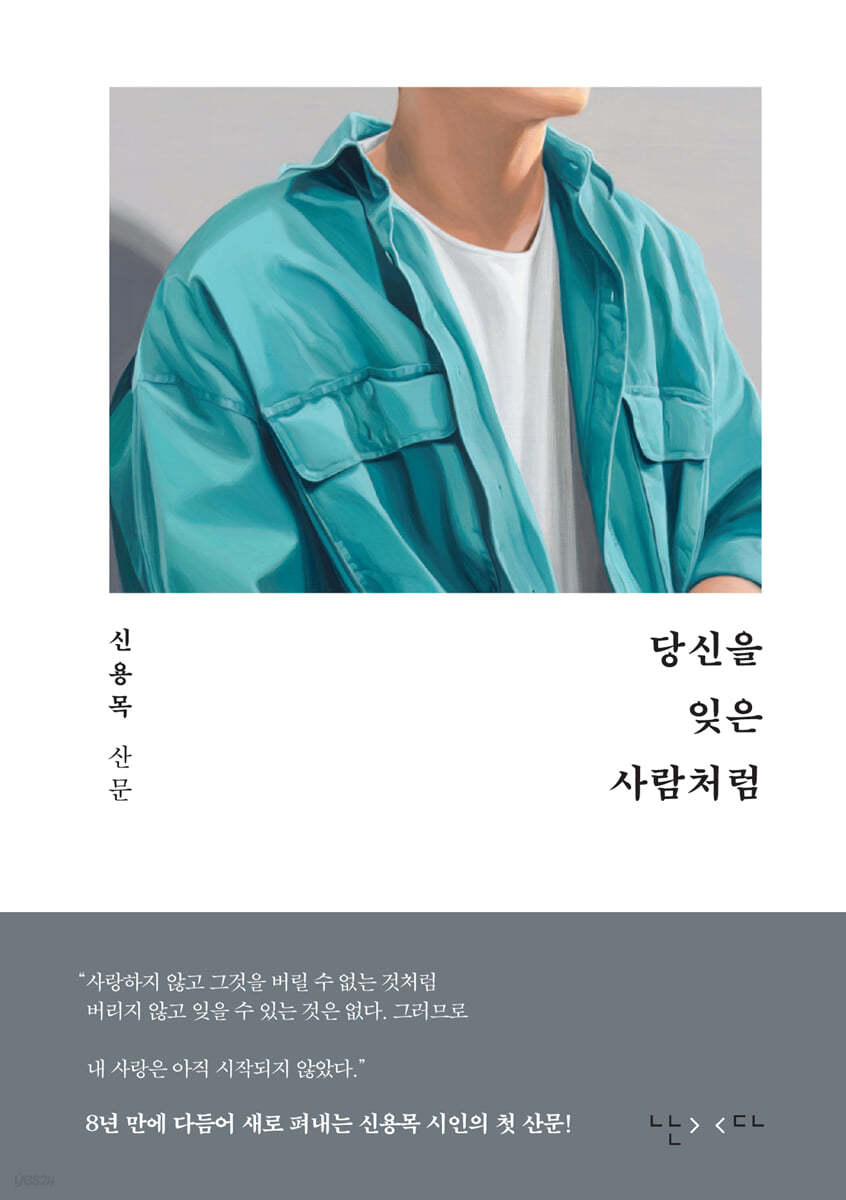 신용목 산문
당신을
잊은
사람처럼
“사랑하지 않고 그것을 버릴 수 없는 것처럼
버리지 않고 잊을 수 있는 것은 없다. 그러므로
내 사랑은 아직 시작되지 않았다.”
8년 만에 다듬어 새로 펴내는 신용목 시인의 첫 산문!
yes24